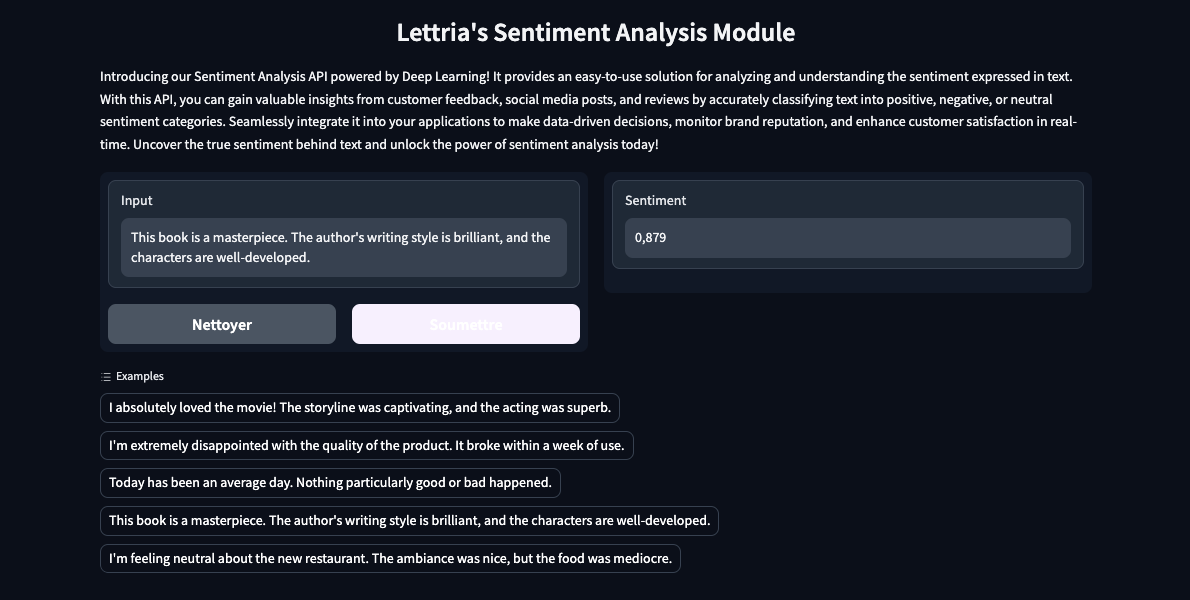 Lettria's Sentiment Analysis Module
Introducing our Sentiment Analysis API powered by Deep Learning! It provides an easy-to-use solution for analyzing and understanding the sentiment expressed in text.
With this API, you can gain valuable insights from customer feedback, social media posts, and reviews by accurately classifying text into positive, negative, or neutral
sentiment categories. Seamlessly integrate it into your applications to make data-driven decisions, monitor brand reputation, and enhance customer satisfaction in real-
time. Uncover the true sentiment behind text and unlock the power of sentiment analysis today!
Input
This book is a masterpiece. The author's writing style is brilliant, and the
characters are well-developed.
Nettoyer
Soumettre
Sentiment
0,879
Examples
I absolutely loved the movie! The storyline was captivating, and the acting was superb.
I'm extremely disappointed with the quality of the product. It broke within a week of use.
Today has been an average day. Nothing particularly good or bad happened.
This book is a masterpiece. The author's writing style is brilliant, and the characters are well-developed.
I'm feeling neutral about the new restaurant. The ambiance was nice, but the food was mediocre.